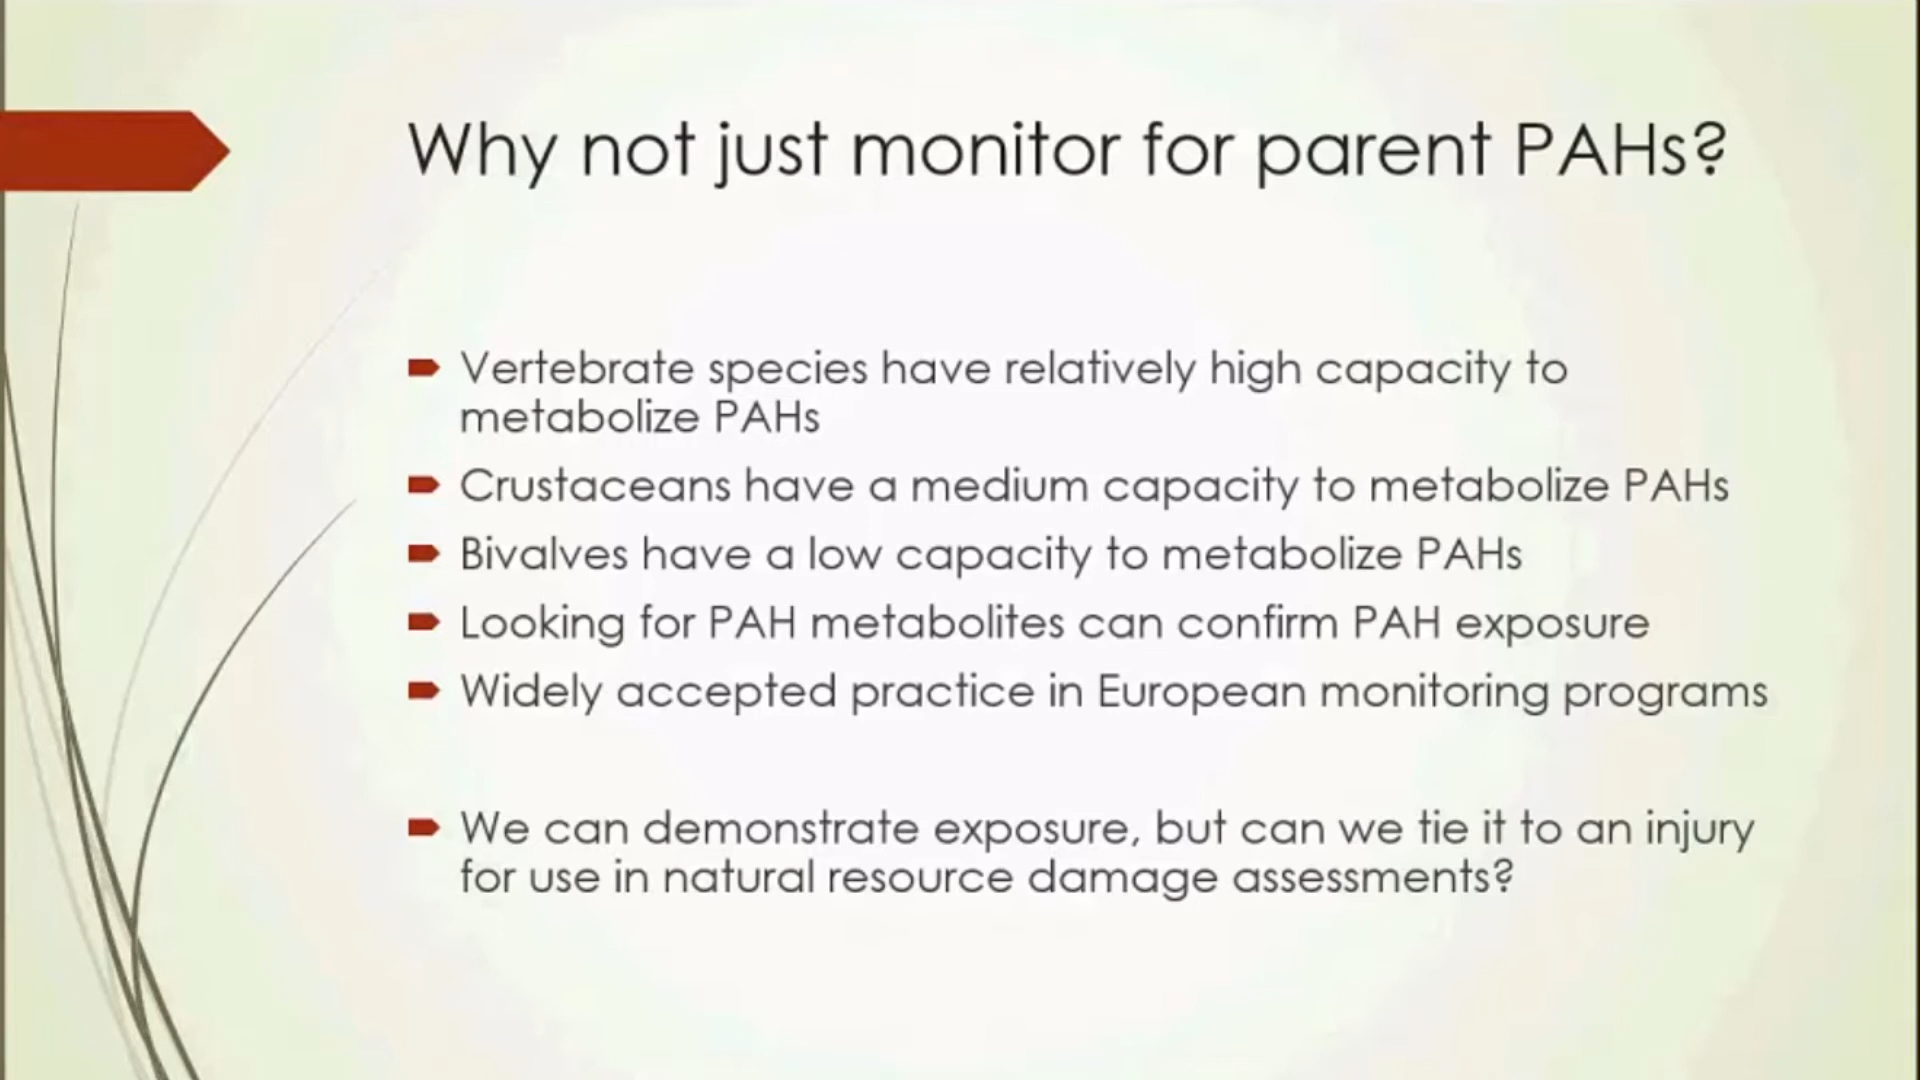 Why not just monitor for parent PAHs?
Vertebrate species have relatively high capacity to
metabolize PAHs
Crustaceans have a medium capacity to metabolize PAHs
Bivalves have a low capacity to metabolize PAHs
Looking for PAH metabolites can confirm PAH exposure
Widely accepted practice in European monitoring programs
We can demonstrate exposure, but can we tie it to an injury
for use in natural resource damage assessments?